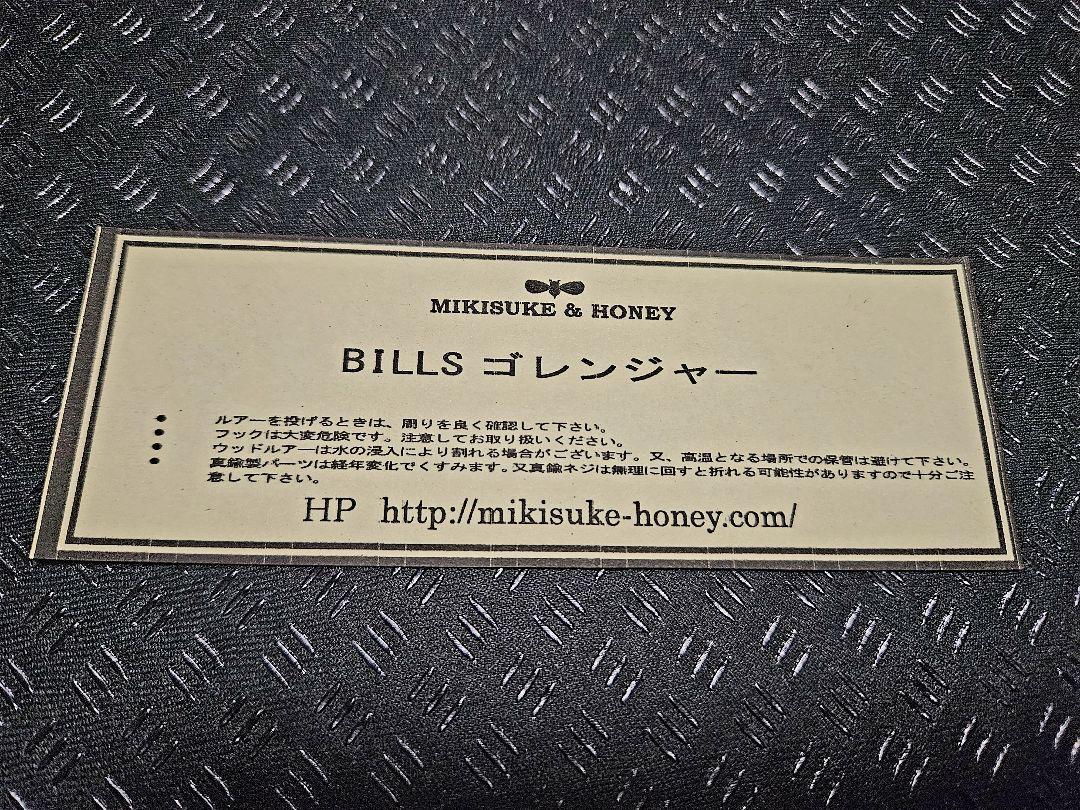 MIKISUKE & HONEY
BILLS ゴレンジャー
● ルアーを投げるときは、周りを良く確認して下さい。
● フックは大変危険です。注意してお取り扱いください。
● ウッドルアーは水の浸入により割れる場合がございます。又、高温となる場所での保管は避けて下さい。
● 真鍮製パーツは経年変化でくすみます。又真鍮ネジは無理に回すと折れる可能性がありますので十分ご注
意して下さい。
HP http://mikisuke-honey.com/